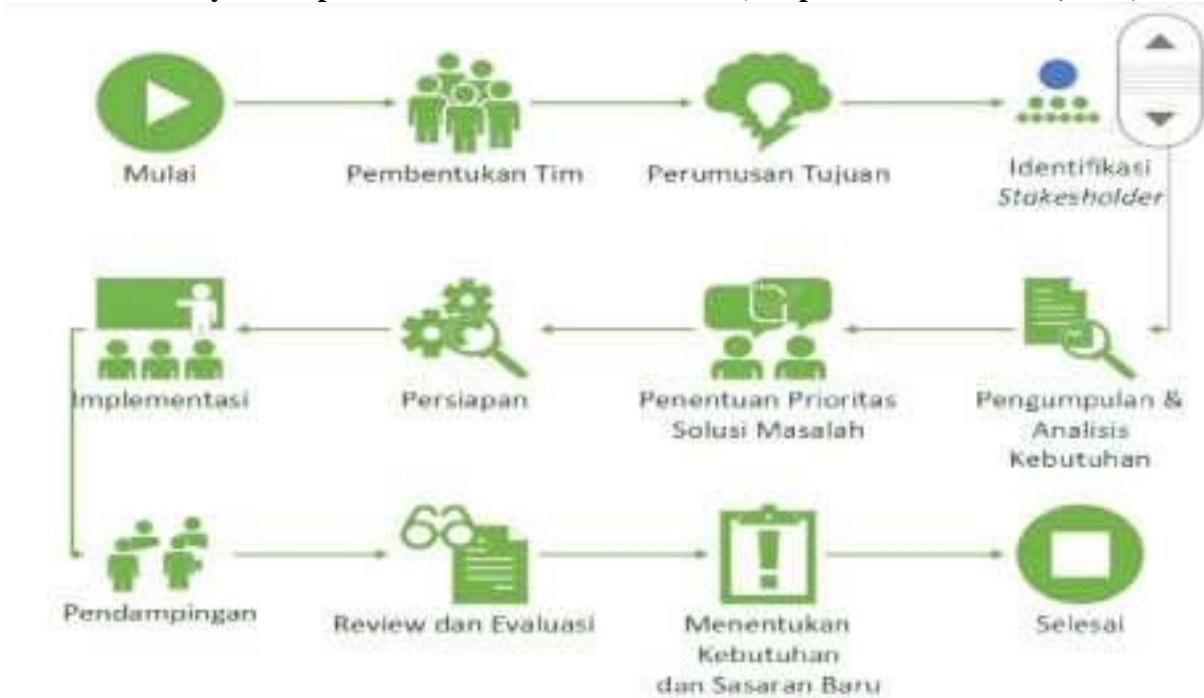 Mulai
Pembentukan Tim
Perumusan Tujuan
Identifikasi
Stakesholder
Implementasi
Persiapan
Penentuan Prioritas
Solusi Masalah
Pengumpulan &
Analisis
Kebutuhan
Pendampingan
Review dan Evaluasi
Menentukan
Kebutuhan
dan Sasaran Baru
Selesai